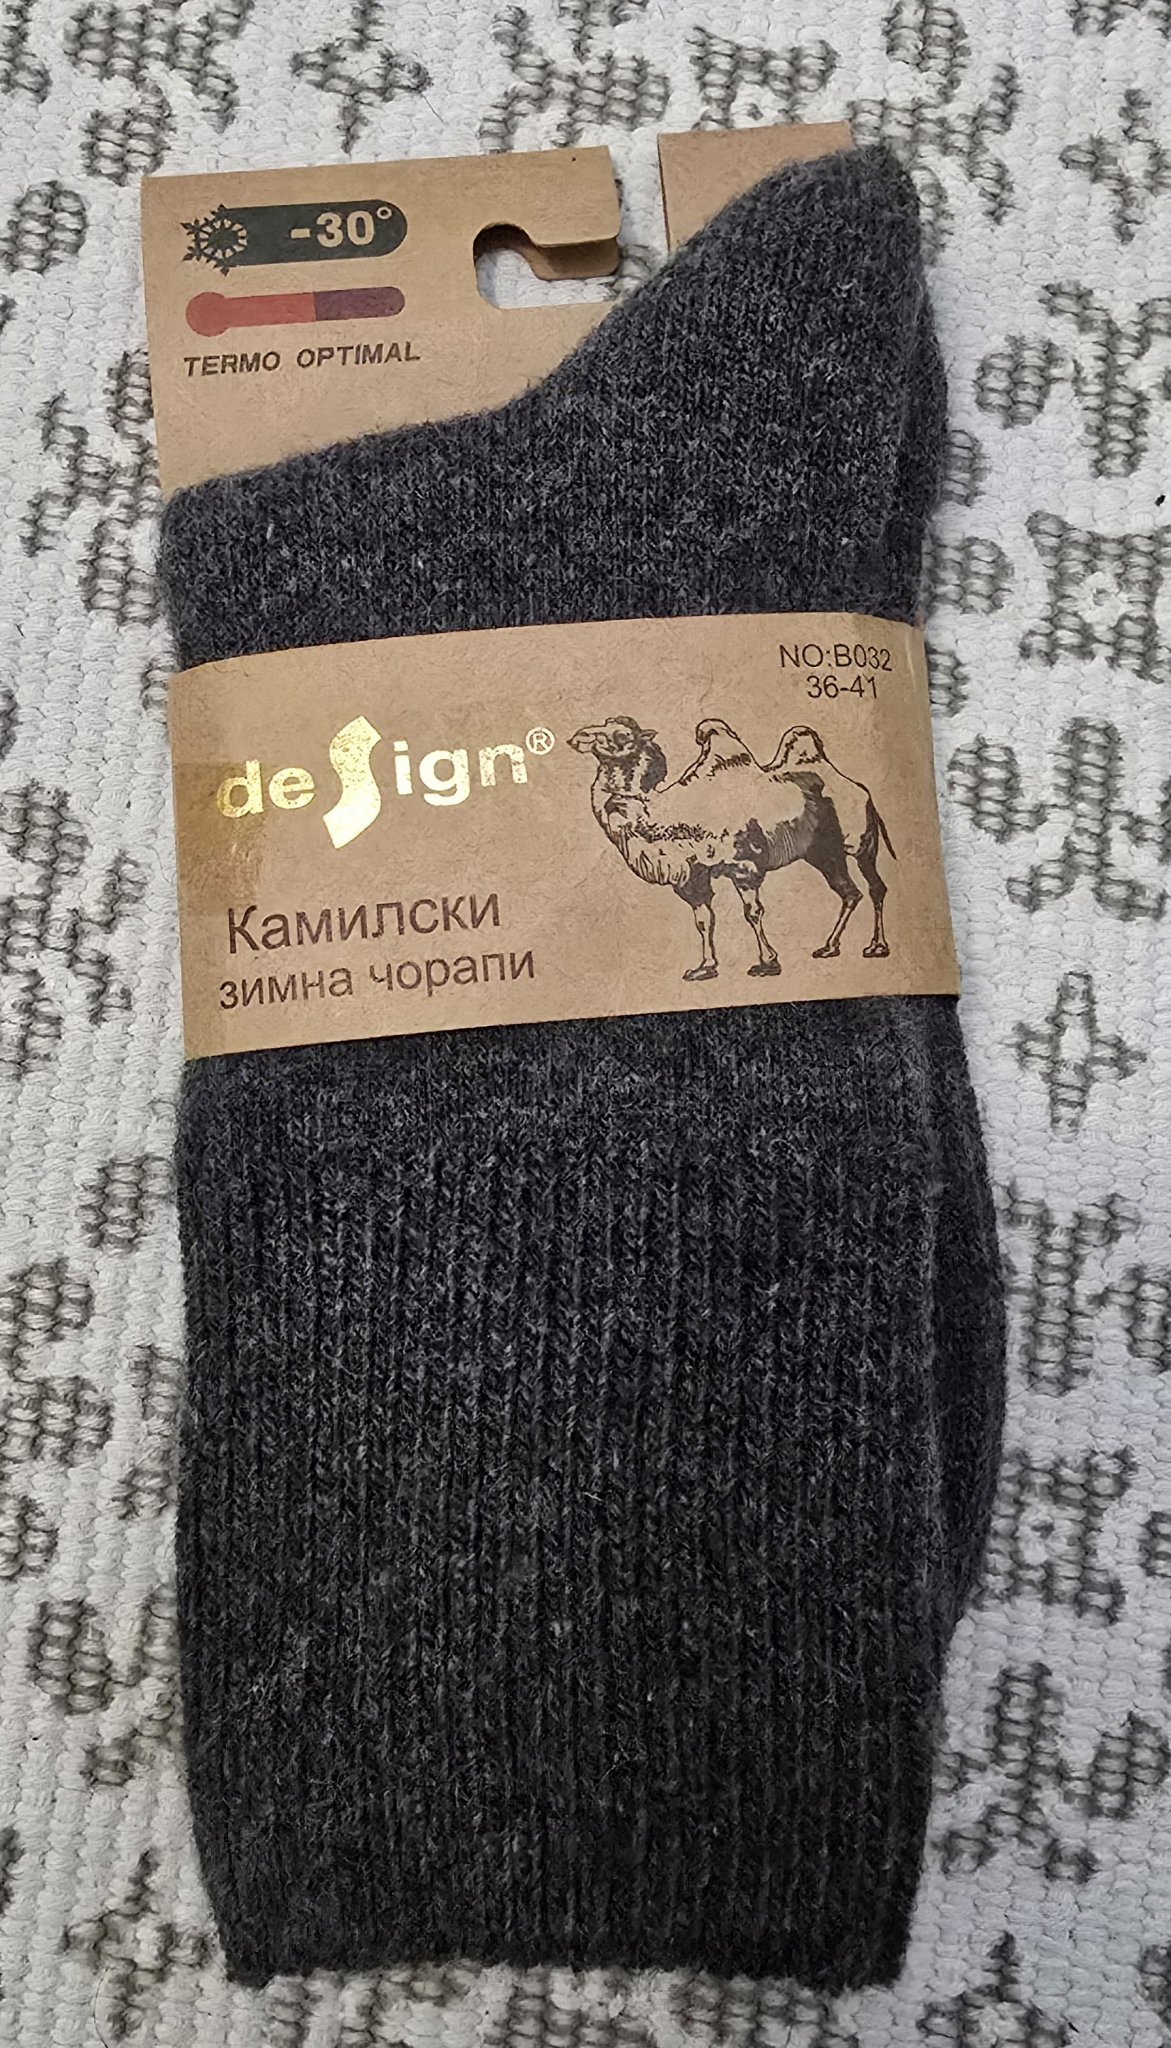 -30°
TERMO OPTIMAL
NO:B032
36-41
deSign®
Камилски
зимна чорапи